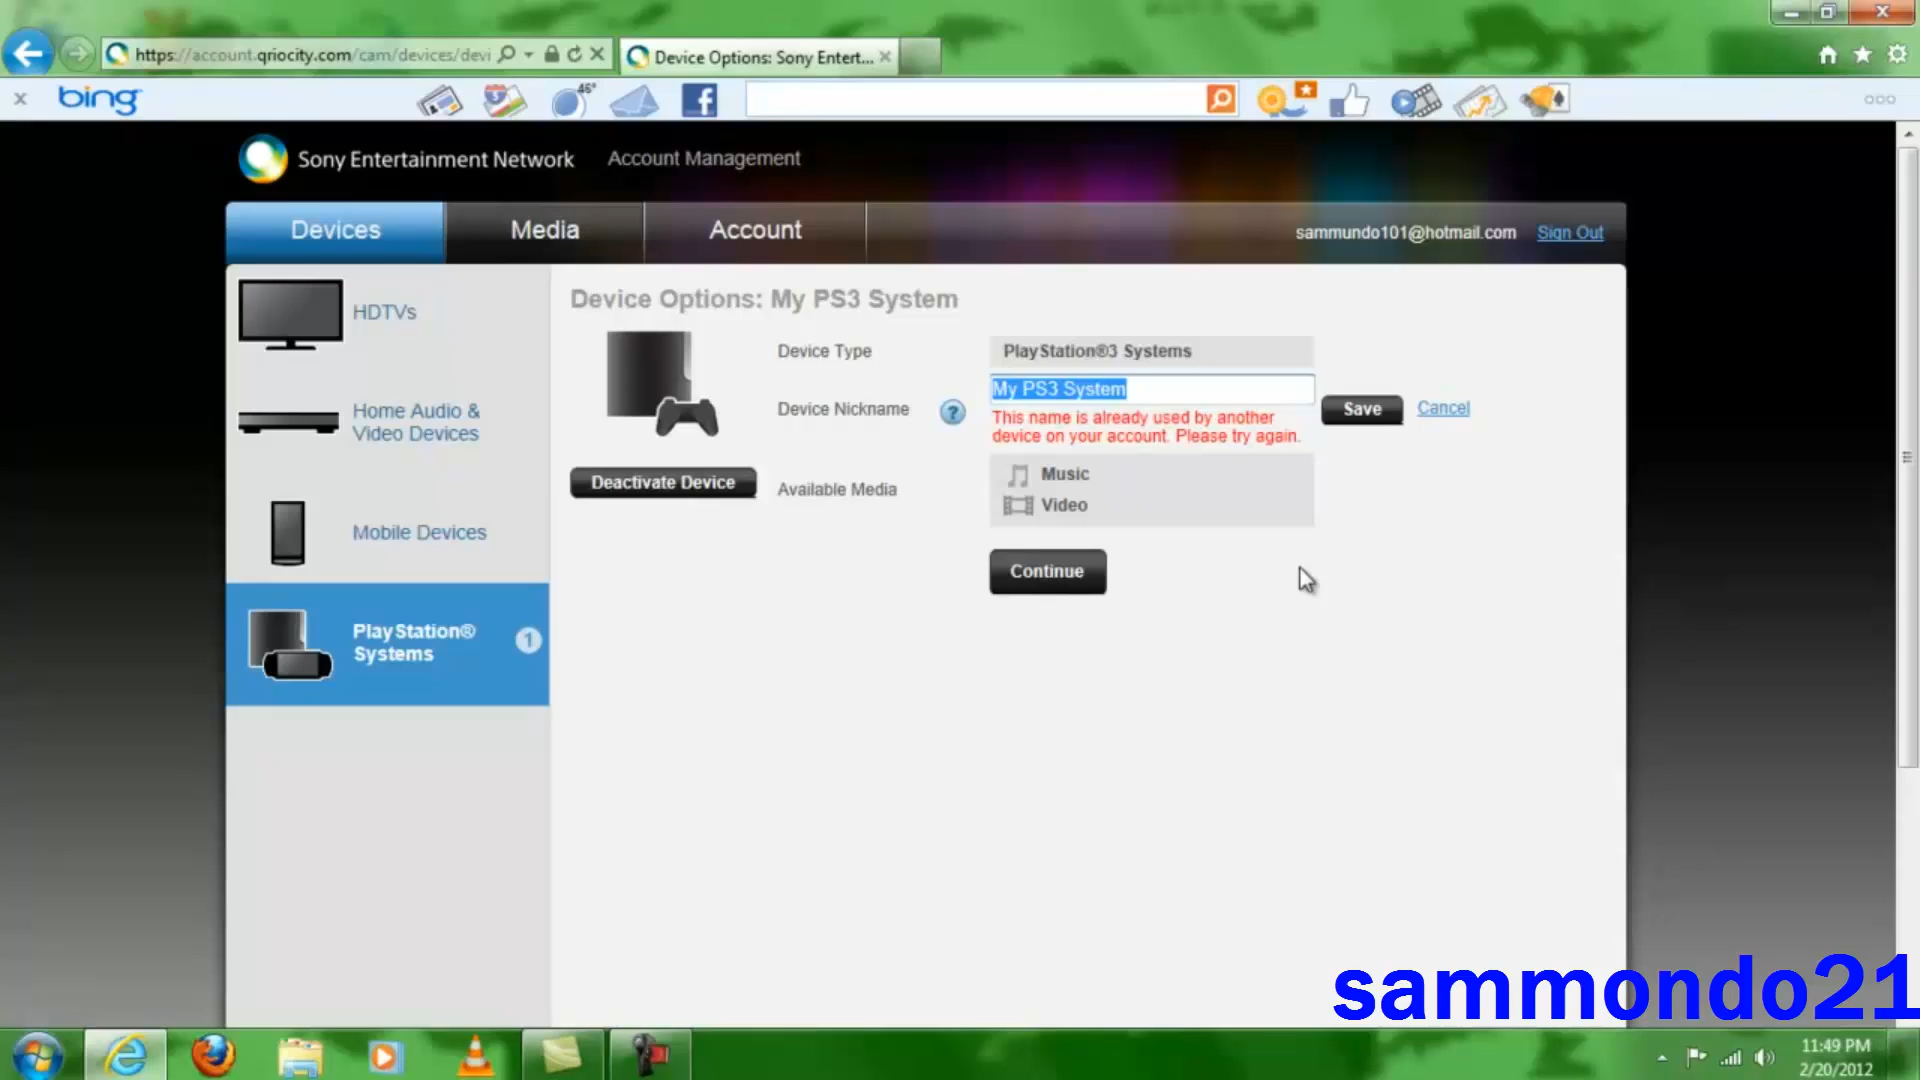 https://account.qriocity.com/cam/devices/devi
Device Options: Sony Entert...
bing
46°
Sony Entertainment Network
Account Management
Devices
Media
Account
sammundo101@hotmail.com
Sign Out
HDTVs
Home Audio &
Video Devices
Mobile Devices
PlayStation®
Systems
1
Device Options: My PS3 System
Device Type
PlayStation®3 Systems
Device Nickname
?
My PS3 System
This name is already used by another
device on your account. Please try again.
Save
Cancel
Deactivate Device
Available Media
Music
Video
Continue
sammondo21
11:49 PM
2/20/2012